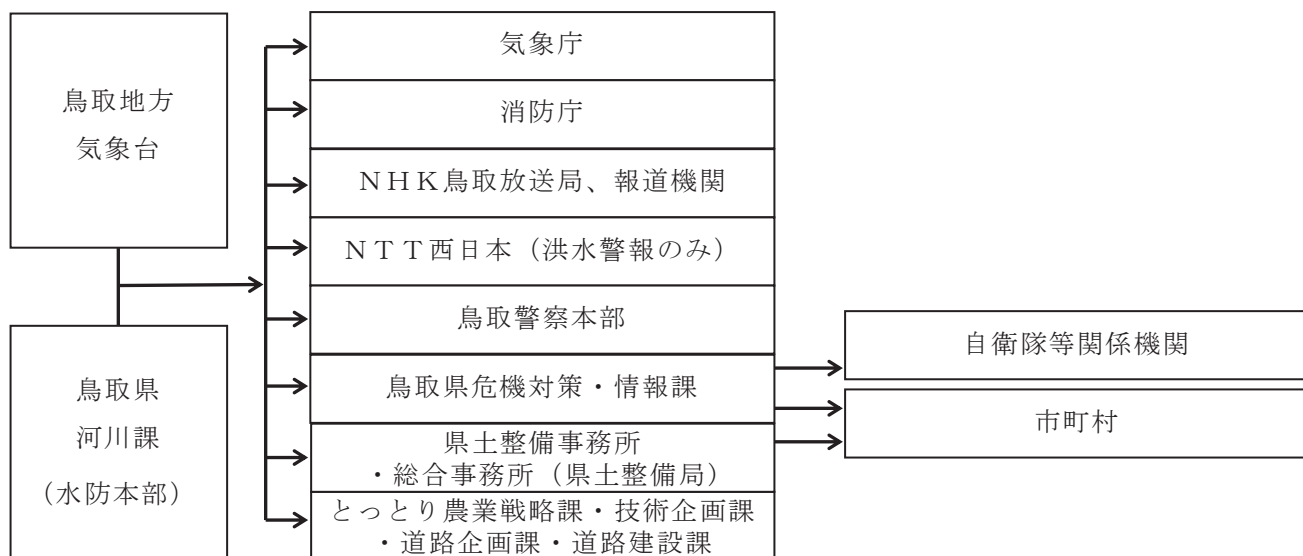 鳥取地方
気象台
鳥取県
河川課
（水防本部）
気象庁
消防庁
ＮＨＫ鳥取放送局、報道機関
ＮＴＴ西日本（洪水警報のみ）
鳥取警察本部
鳥取県危機対策・情報課
県土整備事務所
・総合事務所（県土整備局）
とっとり農業戦略課・技術企画課
・道路企画課・道路建設課
自衛隊等関係機関
市町村